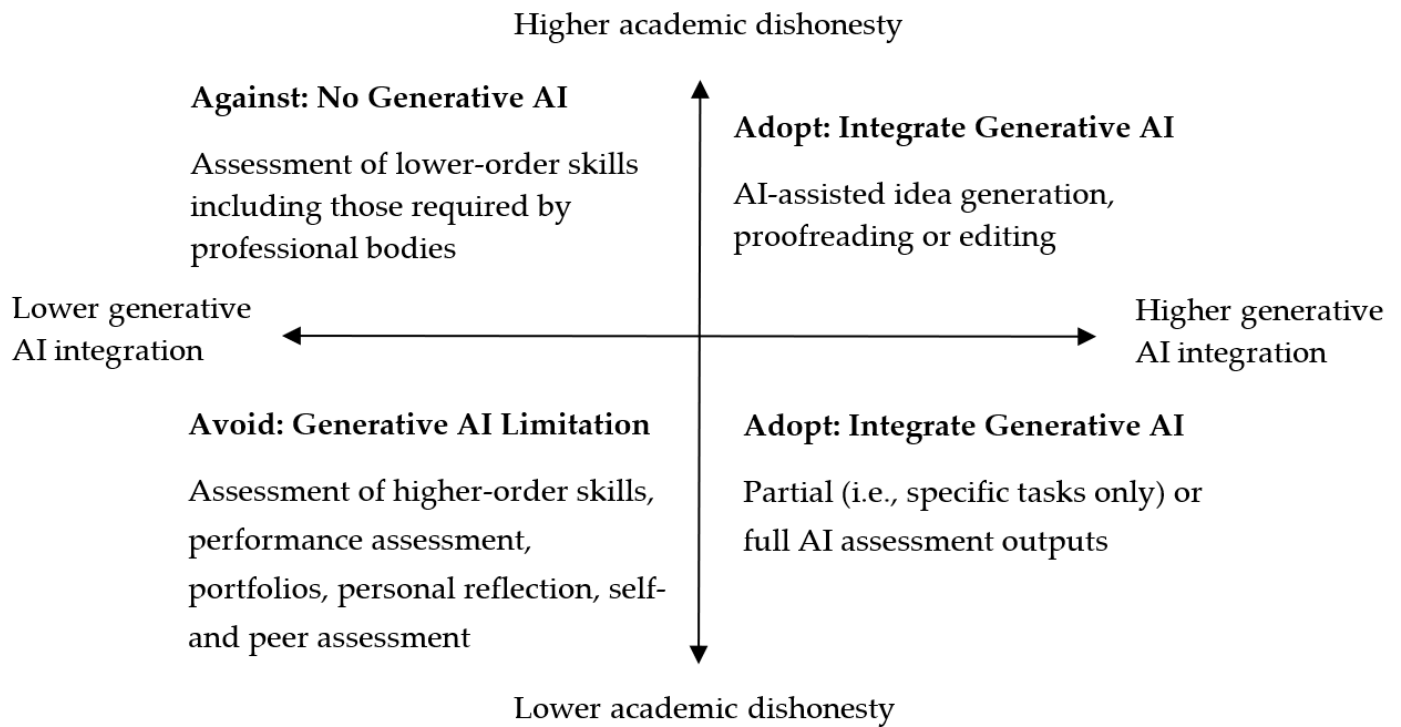 Higher academic dishonesty
Against: No Generative AI
Assessment of lower-order skills
including those required by
professional bodies
Adopt: Integrate Generative AI
AI-assisted idea generation,
proofreading or editing
Lower generative
AI integration
Higher generative
AI integration
Avoid: Generative AI Limitation
Assessment of higher-order skills,
performance assessment,
portfolios, personal reflection, self-
and peer assessment
Adopt: Integrate Generative AI
Partial (i.e., specific tasks only) or
full AI assessment outputs
Lower academic dishonesty